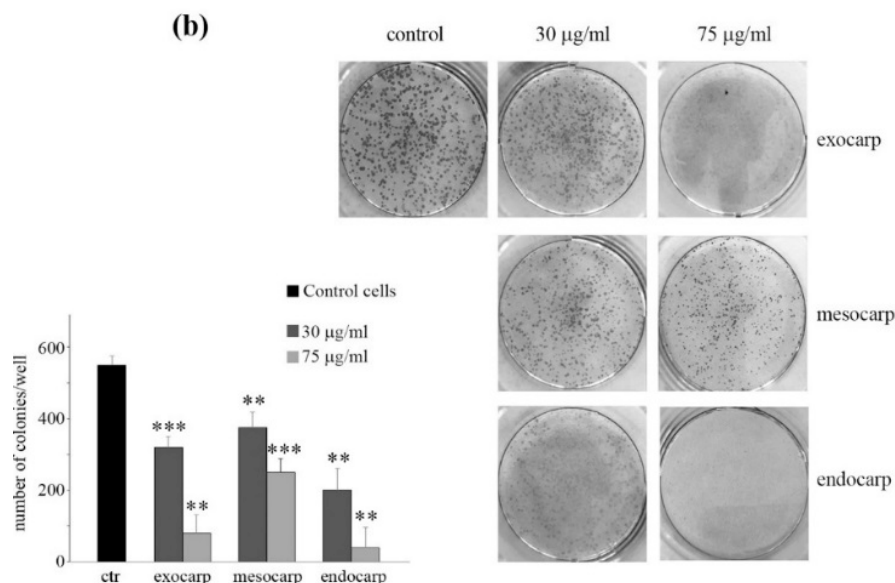 (b)
control 30 μg/ml 75 μg/ml
exocarp
mesocarp
endocarp
Control cells
30 μg/ml
75 μg/ml
number of colonies/well
600
400
200
0
*** ** ** *** ** **
ctr exocarp mesocarp endocarp